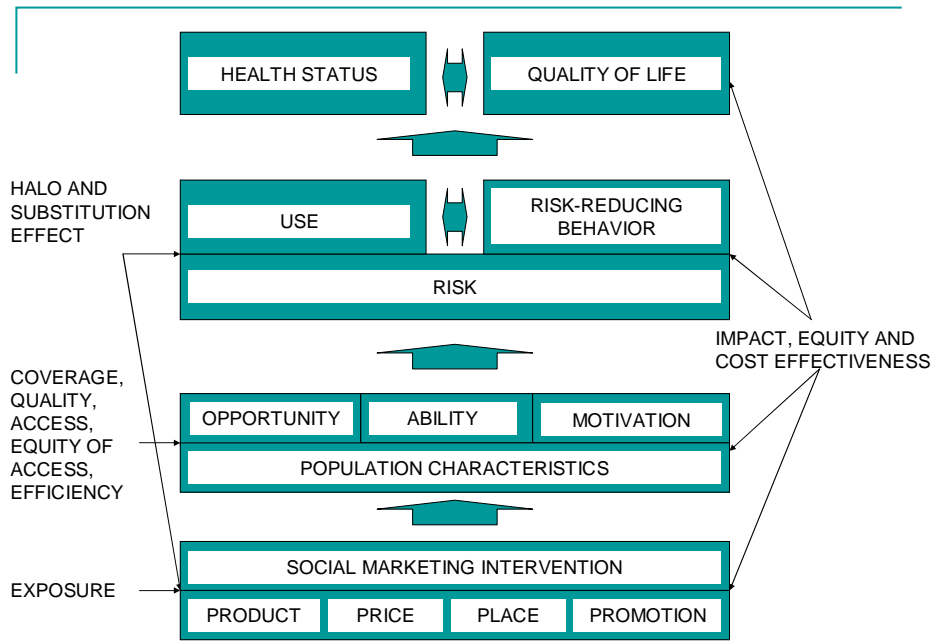 HEALTH STATUS
QUALITY OF LIFE
HALO AND
SUBSTITUTION
EFFECT
USE
RISK-REDUCING
BEHAVIOR
RISK
IMPACT, EQUITY AND
COST EFFECTIVENESS
COVERAGE,
QUALITY,
ACCESS,
EQUITY OF
ACCESS,
EFFICIENCY
OPPORTUNITY
ABILITY
MOTIVATION
POPULATION CHARACTERISTICS
SOCIAL MARKETING INTERVENTION
EXPOSURE
PRODUCT
PRICE
PLACE
PROMOTION